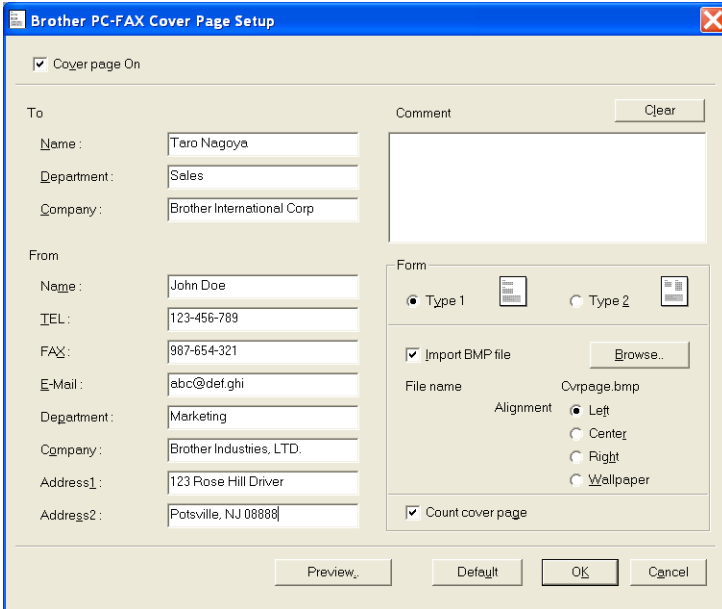 Brother PC-FAX Cover Page Setup
Cover page On
To
Name : Taro Nagoya
Department : Sales
Company : Brother International Corp
Comment
Clear
From
Name : John Doe
TEL : 123-456-789
FAX : 987-654-321
E-Mail : abc@def.ghi
Department : Marketing
Company : Brother Industries, LTD.
Address1 : 123 Rose Hill Driver
Address2 : Potsville, NJ 08888
Form
Type 1 Type 2
Import BMP file Browse..
File name Cvrpage.bmp
Alignment Left
Center
Right
Wallpaper
Count cover page
Preview.. Default OK Cancel